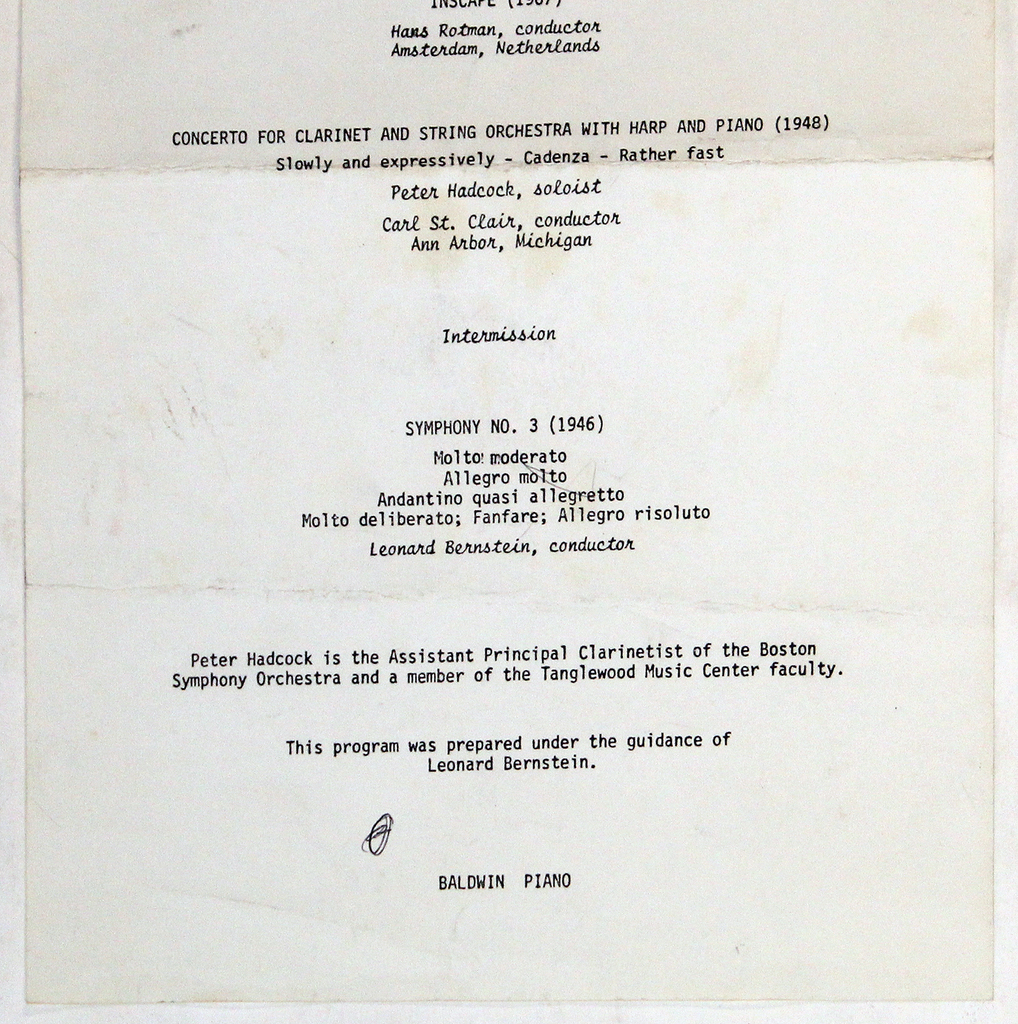 INSCAPE (1967)
Hans Rotman, conductor
Amsterdam, Netherlands
CONCERTO FOR CLARINET AND STRING ORCHESTRA WITH HARP AND PIANO (1948)
Slowly and expressively - Cadenza - Rather fast
Peter Hadcock, soloist
Carl St. Clair, conductor
Ann Arbor, Michigan
Intermission
SYMPHONY NO. 3 (1946)
Molto moderato
Allegro molto
Andantino quasi allegretto
Molto deliberato; Fanfare; Allegro risoluto
Leonard Bernstein, conductor
Peter Hadcock is the Assistant Principal Clarinetist of the Boston
Symphony Orchestra and a member of the Tanglewood Music Center faculty.
This program was prepared under the guidance of
Leonard Bernstein.
BALDWIN PIANO